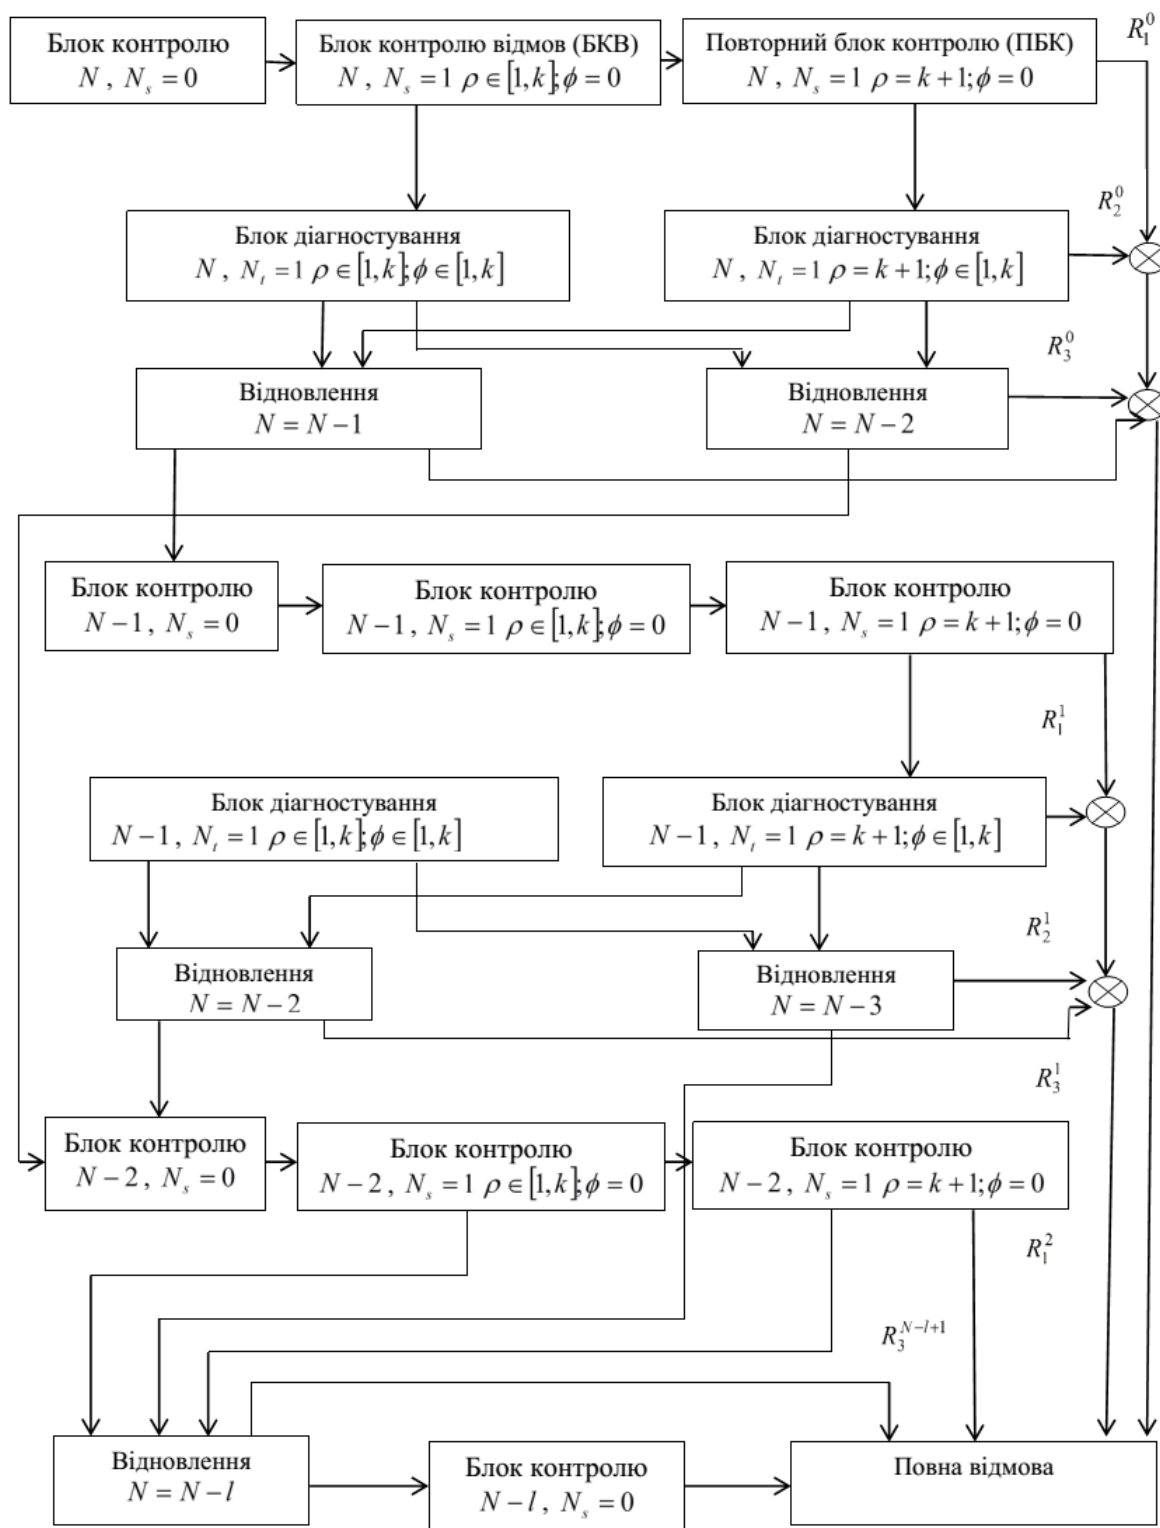 Блок контролю
N , N_s = 0
Блок контролю відмов (БКВ)
N , N_s = 1 ρ ∈ [1, k]; ϕ = 0
Повторний блок контролю (ПБК)
N , N_s = 1 ρ = k + 1; ϕ = 0
R_1^0
R_2^0
Блок діагностування
N , N_t = 1 ρ ∈ [1, k]; ϕ ∈ [1, k]
Блок діагностування
N , N_t = 1 ρ = k + 1; ϕ ∈ [1, k]
R_3^0
Відновлення
N = N − 1
Відновлення
N = N − 2
Блок контролю
N − 1 , N_s = 0
Блок контролю
N − 1 , N_s = 1 ρ ∈ [1, k]; ϕ = 0
Блок контролю
N − 1 , N_s = 1 ρ = k + 1; ϕ = 0
R_1^1
Блок діагностування
N − 1 , N_t = 1 ρ ∈ [1, k]; ϕ ∈ [1, k]
Блок діагностування
N − 1 , N_t = 1 ρ = k + 1; ϕ ∈ [1, k]
R_2^1
Відновлення
N = N − 2
Відновлення
N = N − 3
R_3^1
Блок контролю
N − 2 , N_s = 0
Блок контролю
N − 2 , N_s = 1 ρ ∈ [1, k]; ϕ = 0
Блок контролю
N − 2 , N_s = 1 ρ = k + 1; ϕ = 0
R_1^2
R_3^{N−l+1}
Відновлення
N = N − l
Блок контролю
N − l , N_s = 0
Повна відмова